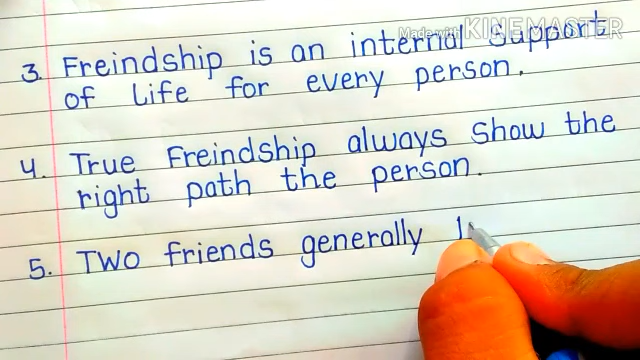 Made with KINEMASTER
3. Freindship is an internal support
of life for every person.
4. True Freindship always show the
right path the person.
5. Two friends generally